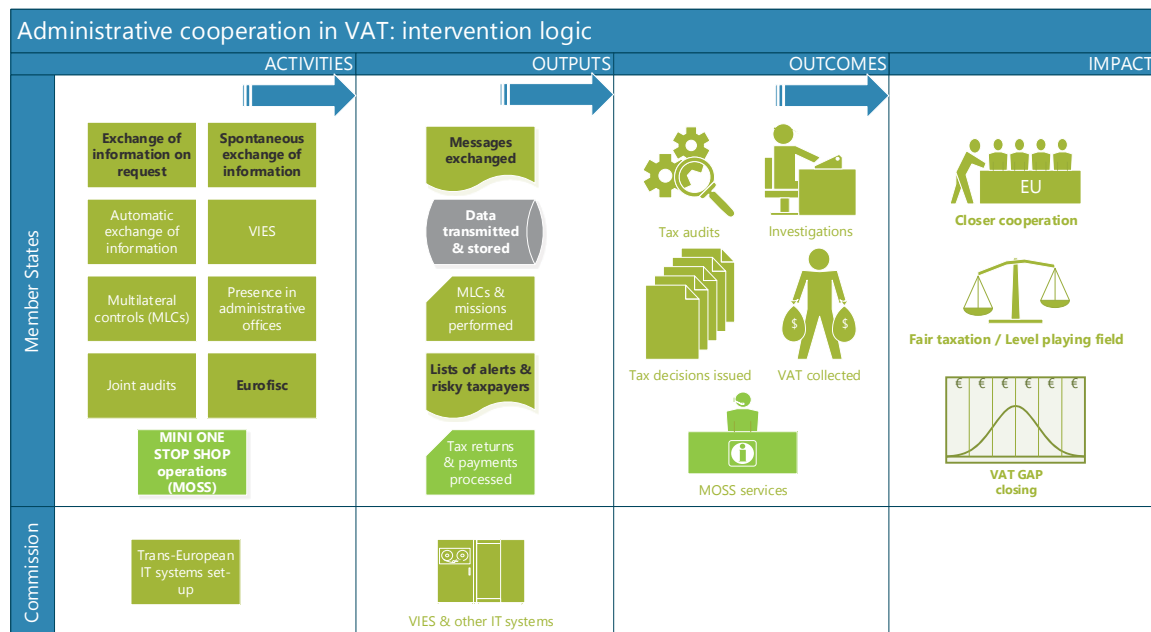 Administrative cooperation in VAT: intervention logic
ACTIVITIES
OUTPUTS
OUTCOMES
IMPACT
Member States
Exchange of
information on
request
Spontaneous
exchange of
information
Automatic
exchange of
information
VIES
Multilateral
controls (MLCs)
Presence in
administrative
offices
Joint audits
Eurofisc
MINI ONE
STOP SHOP
operations
(MOSS)
Messages
exchanged
Data
transmitted
& stored
MLCs &
missions
performed
Lists of alerts &
risky taxpayers
Tax returns
& payments
processed
Tax audits
Investigations
$
$
Tax decisions issued
VAT collected
i
MOSS services
EU
Closer cooperation
Fair taxation / Level playing field
€ € € € € €
VAT GAP
closing
Commission
Trans-European
IT systems set-
up
VIES & other IT systems